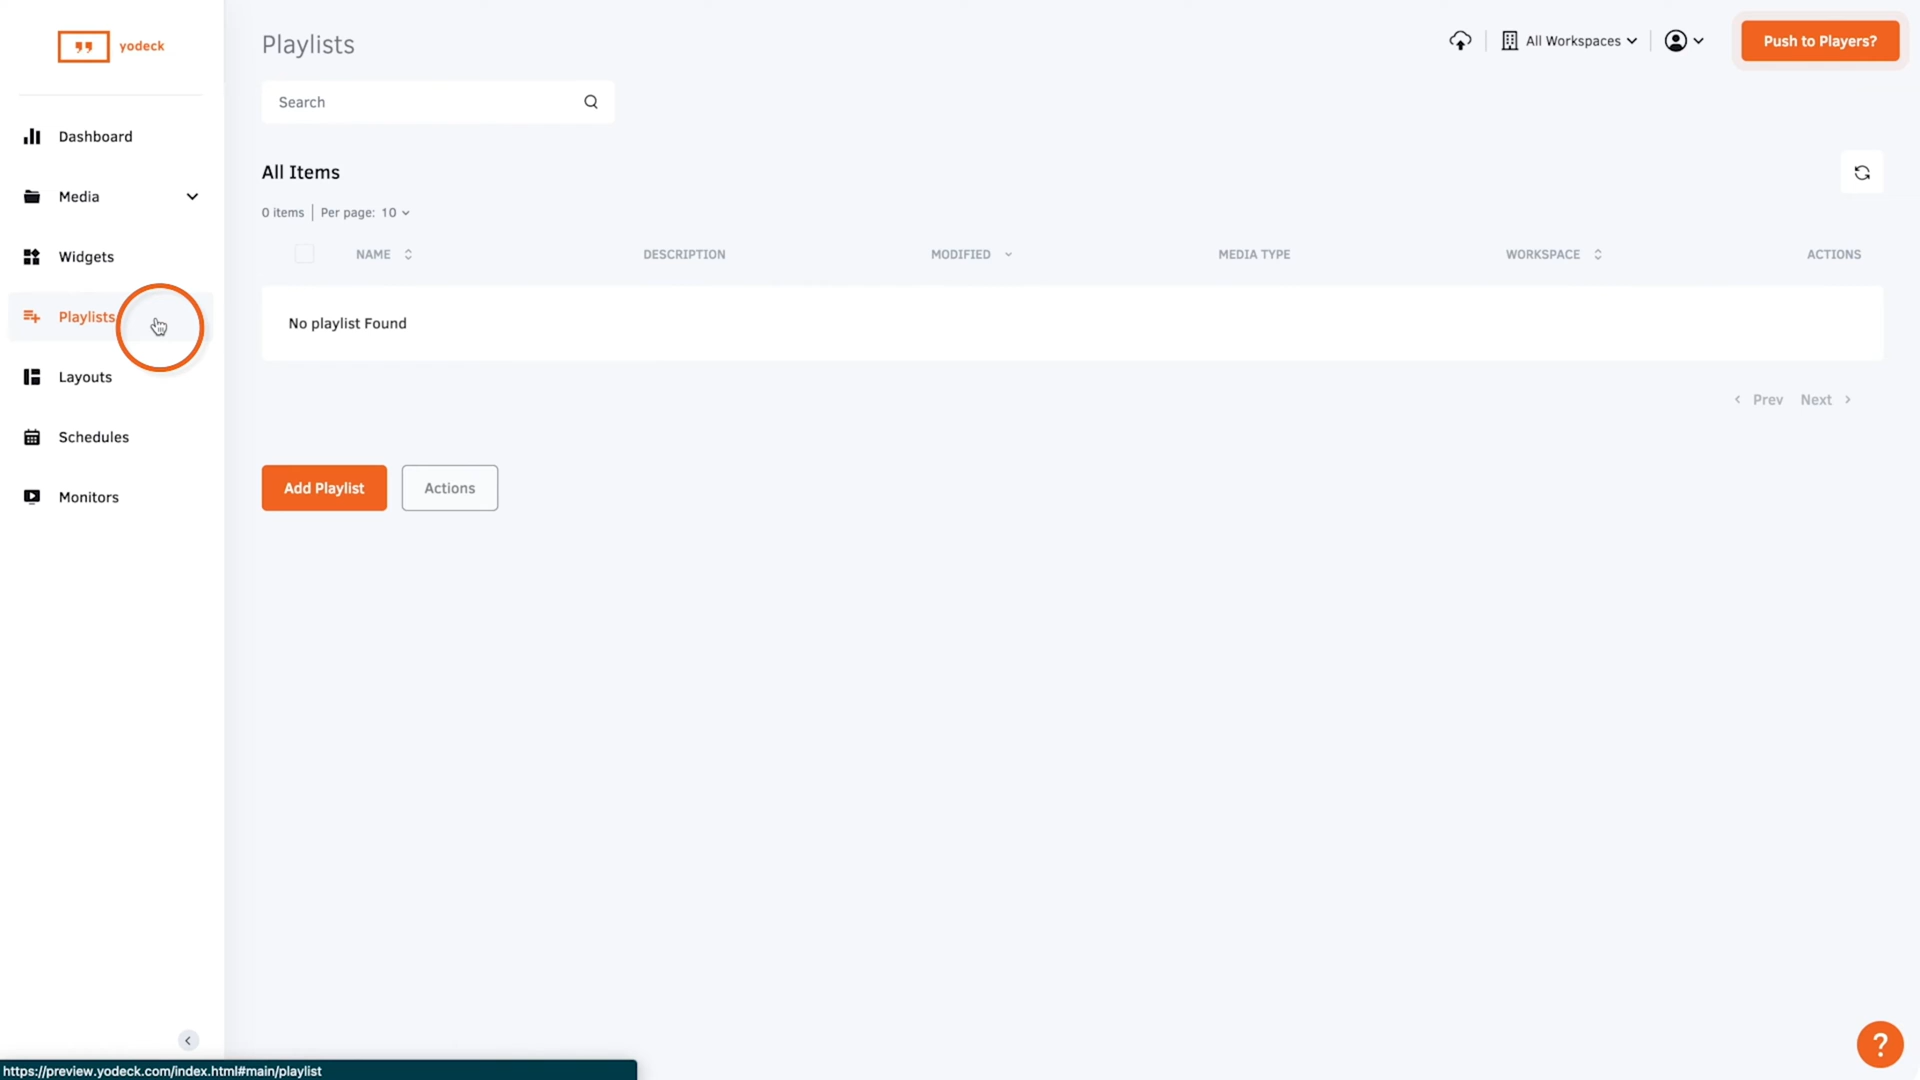 yodeck
Playlists
All Workspaces
Push to Players?
Search
Dashboard
Media
Widgets
Playlists
Layouts
Schedules
Monitors
All Items
0 items | Per page: 10
NAME DESCRIPTION MODIFIED MEDIA TYPE WORKSPACE ACTIONS
No playlist Found
< Prev Next >
Add Playlist
Actions
?
https://preview.yodeck.com/index.html#main/playlist